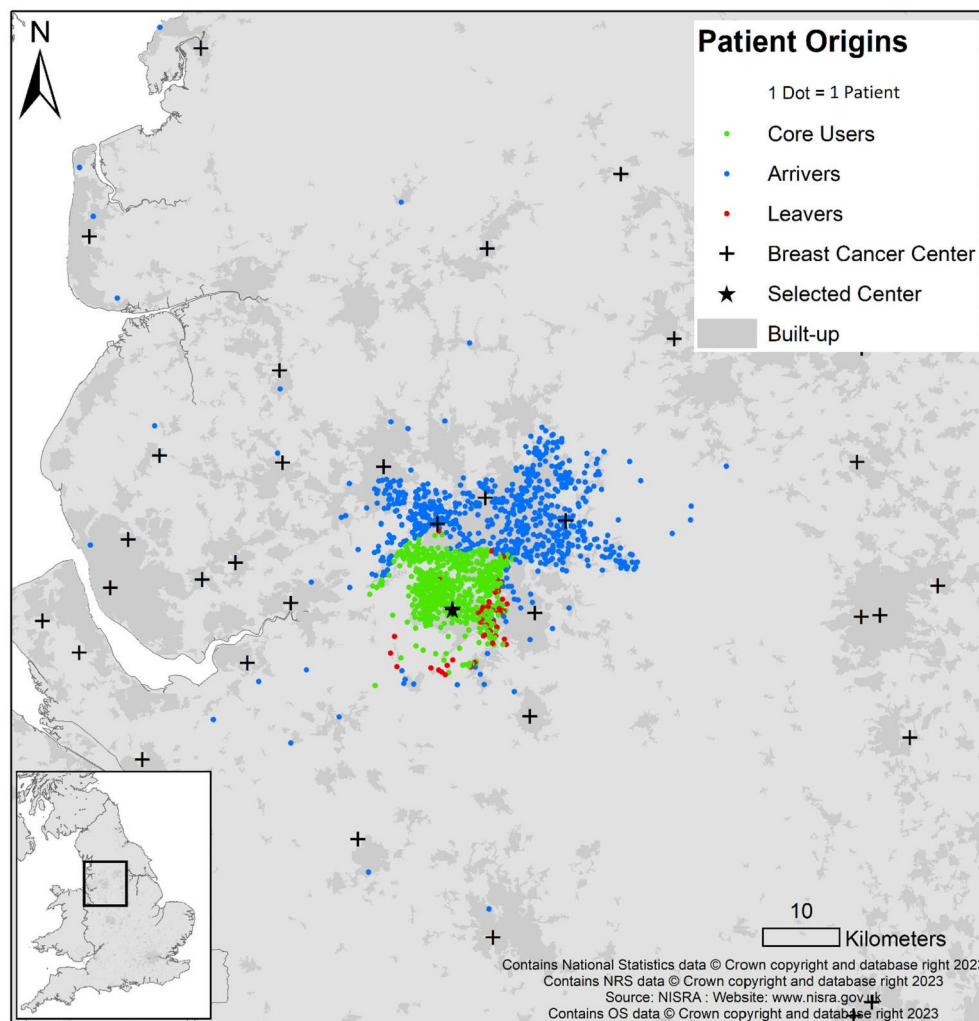 N
Patient Origins
1 Dot = 1 Patient
Core Users
Arrivers
Leavers
Breast Cancer Center
Selected Center
Built-up
10
Kilometers
Contains National Statistics data © Crown copyright and database right 2023
Contains NRS data © Crown copyright and database right 2023
Source: NISRA : Website: www.nisra.gov.uk
Contains OS data © Crown copyright and database right 2023